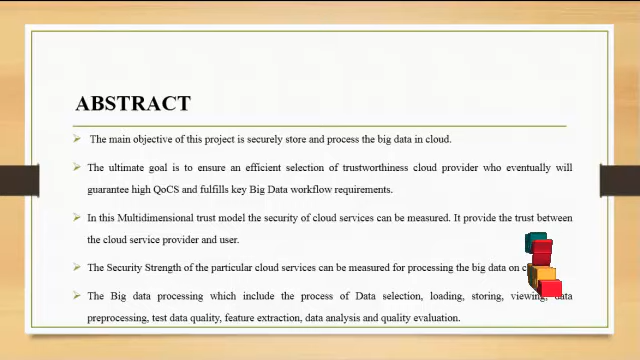 ABSTRACT
The main objective of this project is securely store and process the big data in cloud.
The ultimate goal is to ensure an efficient selection of trustworthiness cloud provider who eventually will
guarantee high QoCS and fulfills key Big Data workflow requirements.
In this Multidimensional trust model the security of cloud services can be measured. It provide the trust between
the cloud service provider and user.
The Security Strength of the particular cloud services can be measured for processing the big data on
The Big data processing which include the process of Data selection, loading, storing, viewing, data
preprocessing, test data quality, feature extraction, data analysis and quality evaluation.